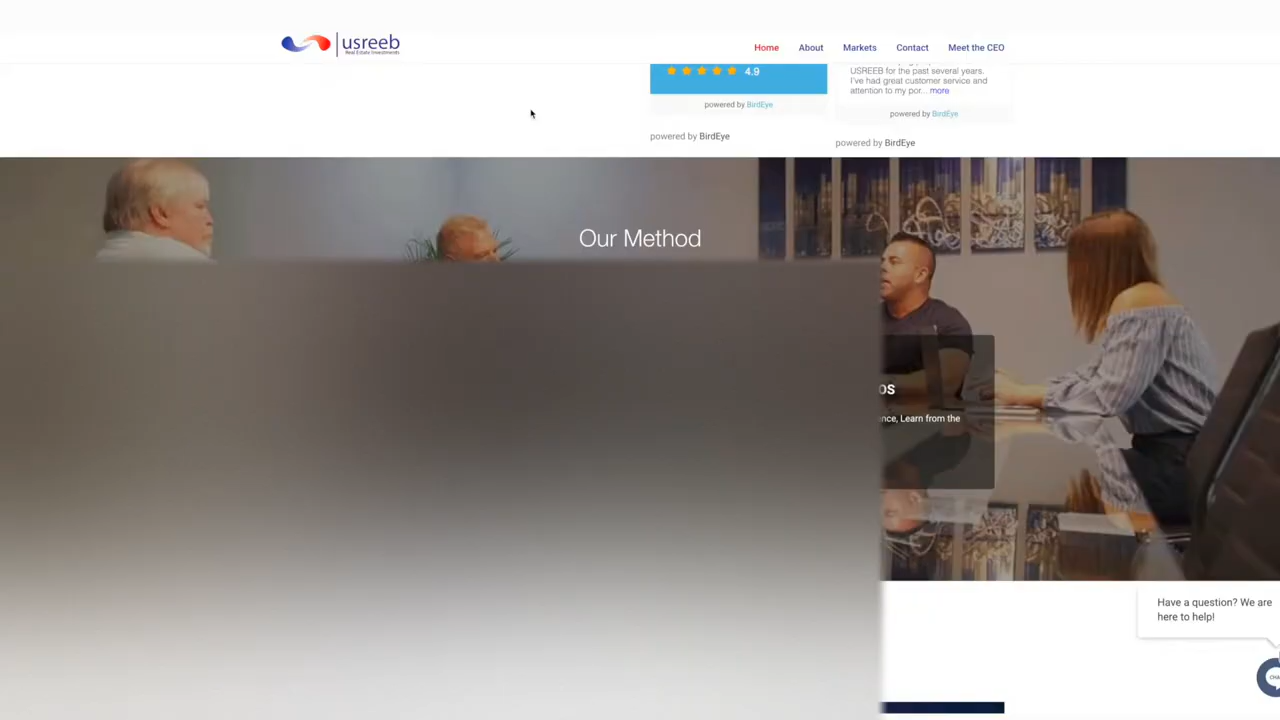 usreeb
Real Estate Investments
Home
About
Markets
Contact
Meet the CEO
4.9
powered by BirdEye
powered by BirdEye
USREEB for the past several years.
I've had great customer service and
attention to my por... more
powered by BirdEye
powered by BirdEye
Our Method
os
nce, Learn from the
Have a question? We are
here to help!